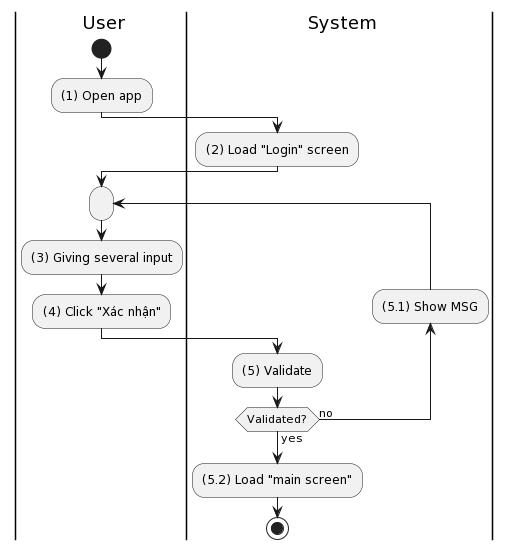 User
System
(1) Open app
(2) Load "Login" screen
(3) Giving several input
(4) Click "Xác nhận"
(5.1) Show MSG
(5) Validate
Validated?
no
yes
(5.2) Load "main screen"